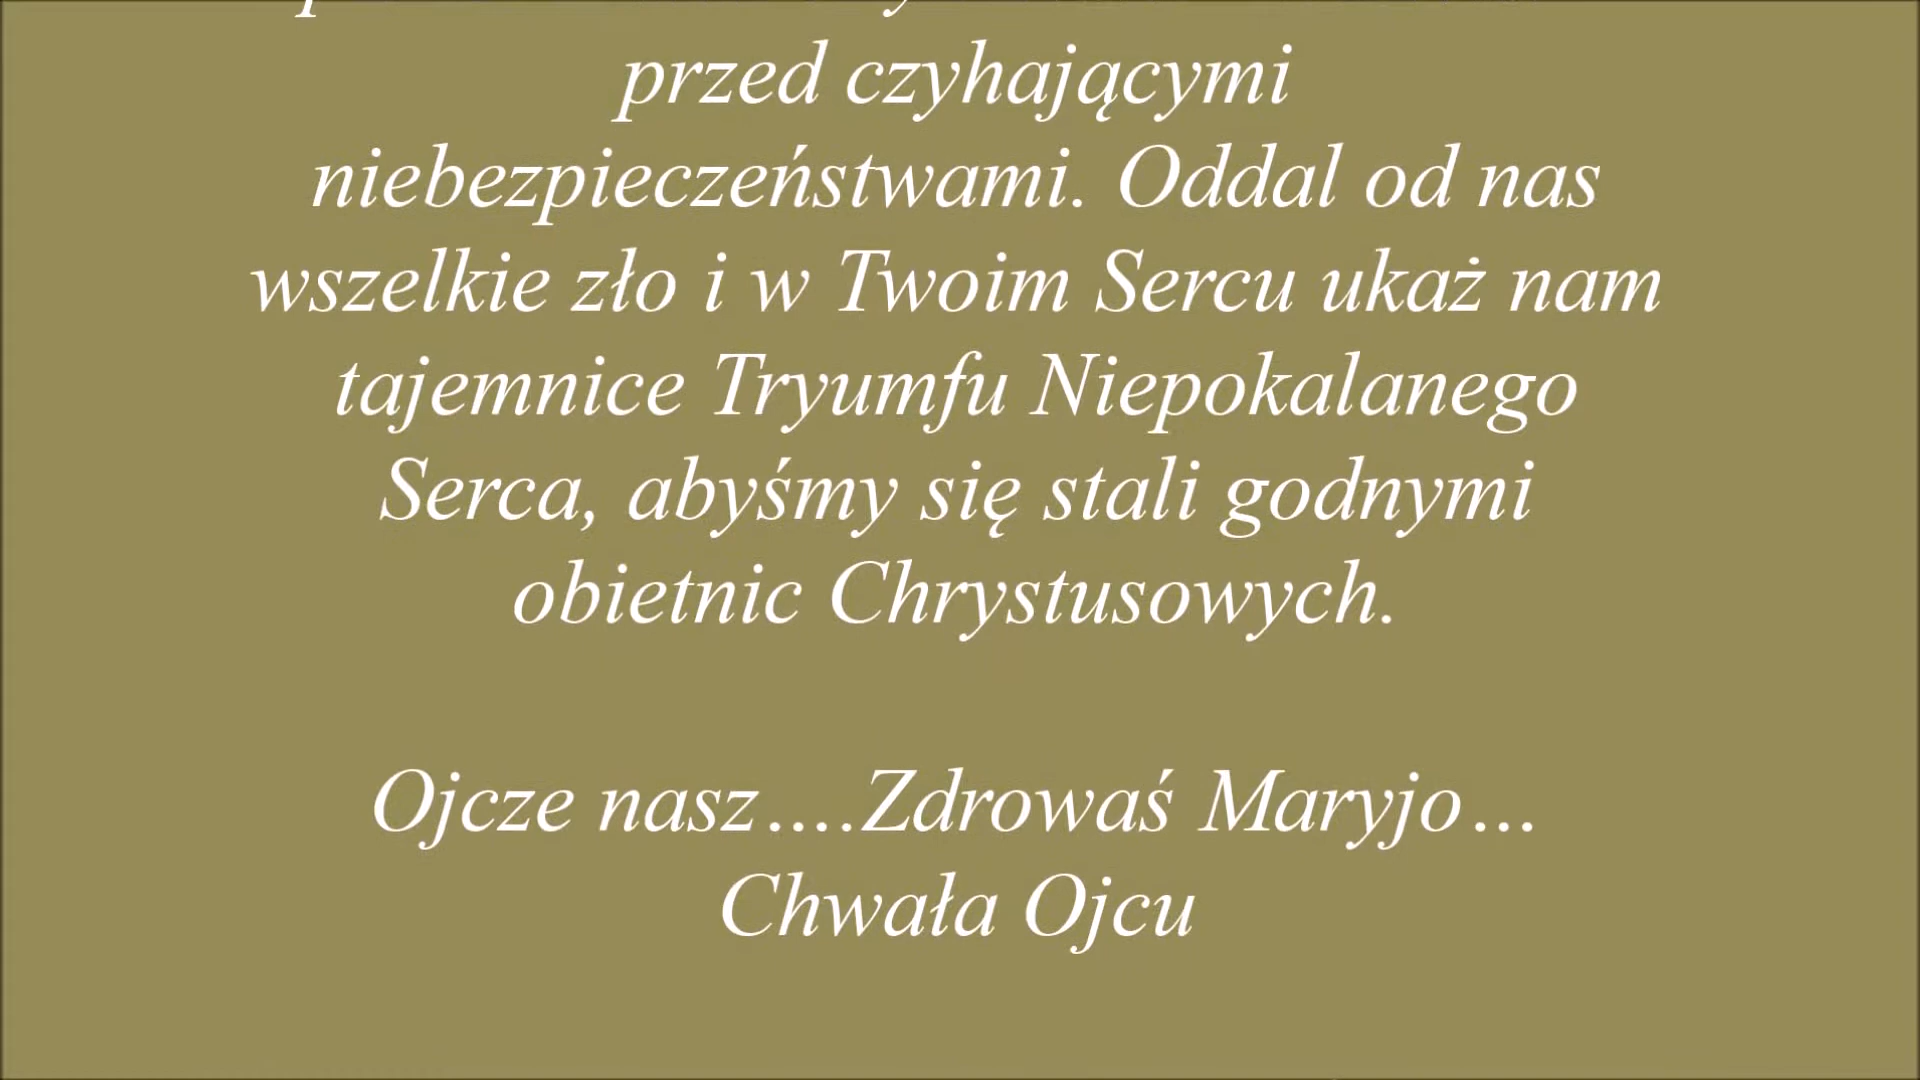 przed czyhającymi
niebezpieczeństwami. Oddal od nas
wszelkie zło i w Twoim Sercu ukaż nam
tajemnice Tryumfu Niepokalanego
Serca, abyśmy się stali godnymi
obietnic Chrystusowych.
Ojcze nasz....Zdrowaś Maryjo...
Chwała Ojcu